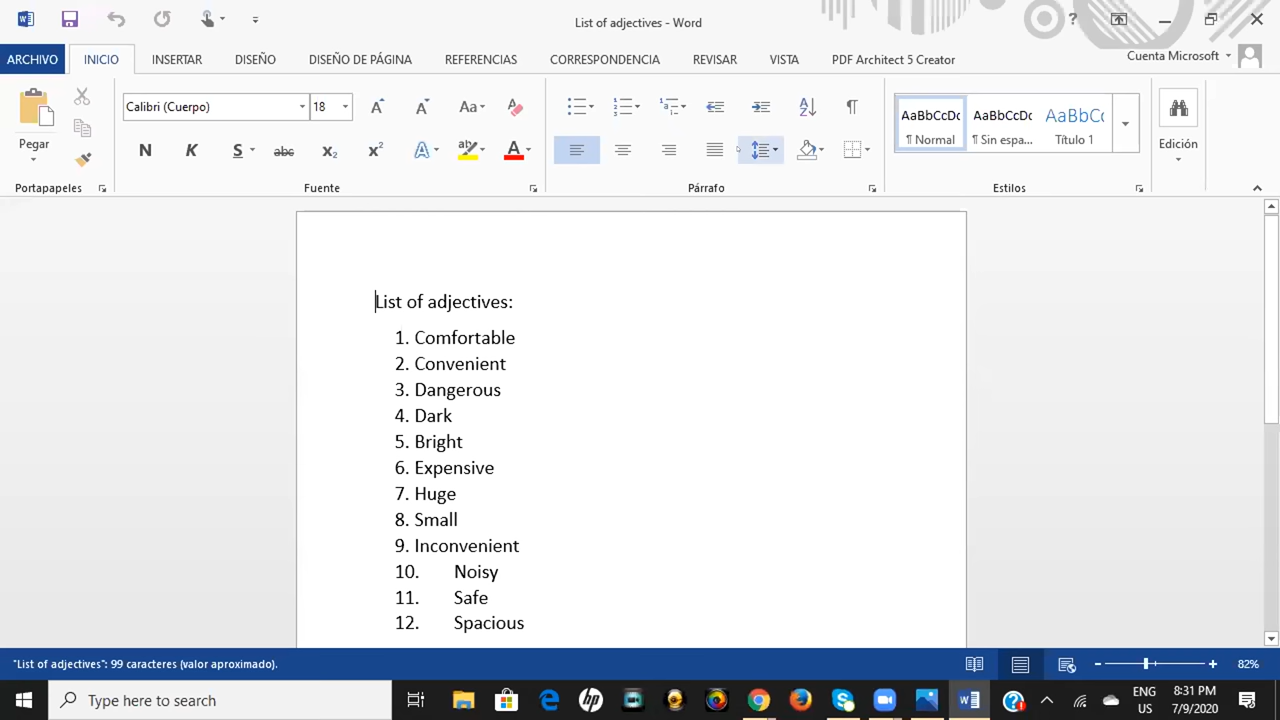 List of adjectives - Word
?
Cuenta Microsoft
ARCHIVO INICIO INSERTAR DISEÑO DISEÑO DE PÁGINA REFERENCIAS CORRESPONDENCIA REVISAR VISTA PDF Architect 5 Creator
Pegar
Calibri (Cuerpo) 18
Aa
N K S abc x₂ x² A A
AaBbCcDc AaBbCcDc AaBbCc
¶ Normal ¶ Sin espa... Título 1
Edición
Portapapeles Fuente Párrafo Estilos
List of adjectives:
1. Comfortable
2. Convenient
3. Dangerous
4. Dark
5. Bright
6. Expensive
7. Huge
8. Small
9. Inconvenient
10. Noisy
11. Safe
12. Spacious
"List of adjectives": 99 caracteres (valor aproximado).
82%
Type here to search
ENG
US
8:31 PM
7/9/2020